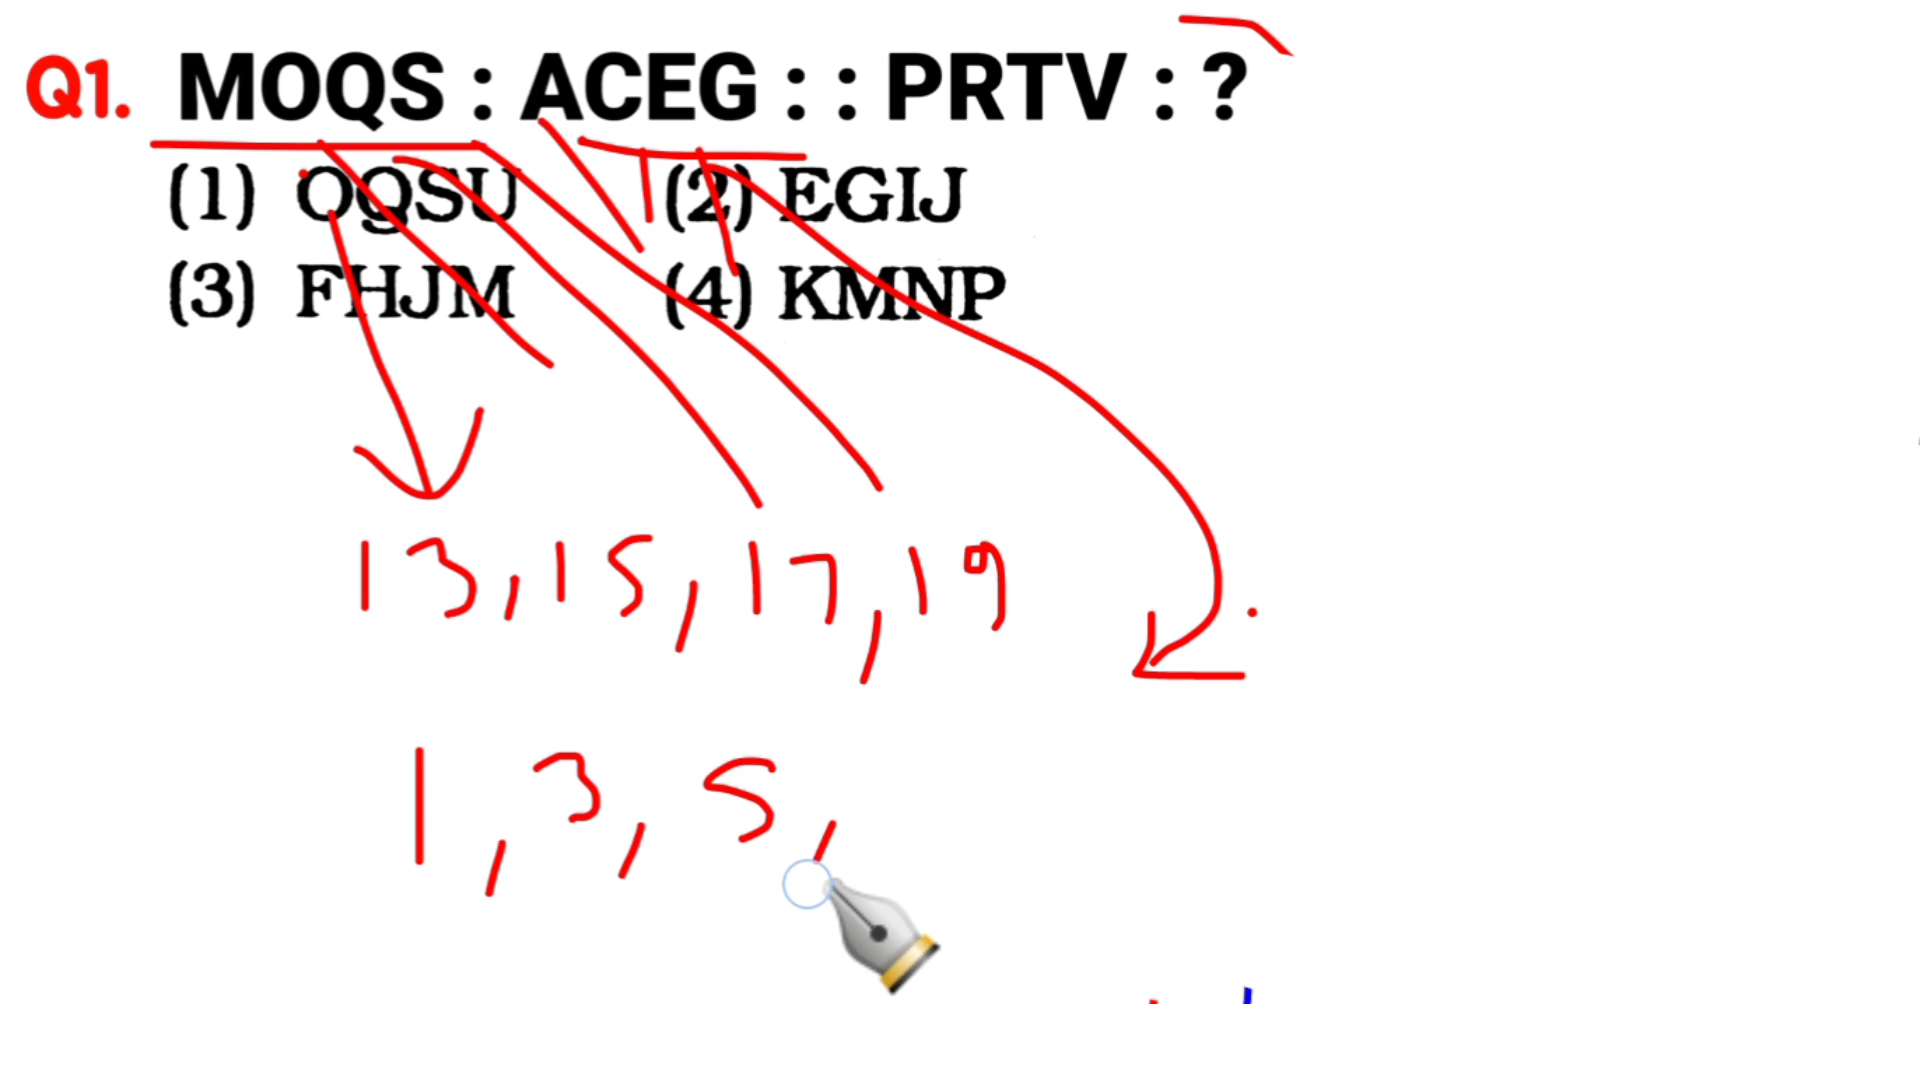 Q1. MOQS : ACEG : : PRTV : ?
(1) OQSU (2) EGIJ
(3) FHJM (4) KMNP
13, 15, 17, 19
1, 3, 5,